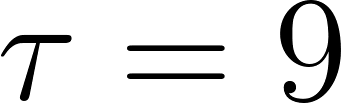 τ = 9